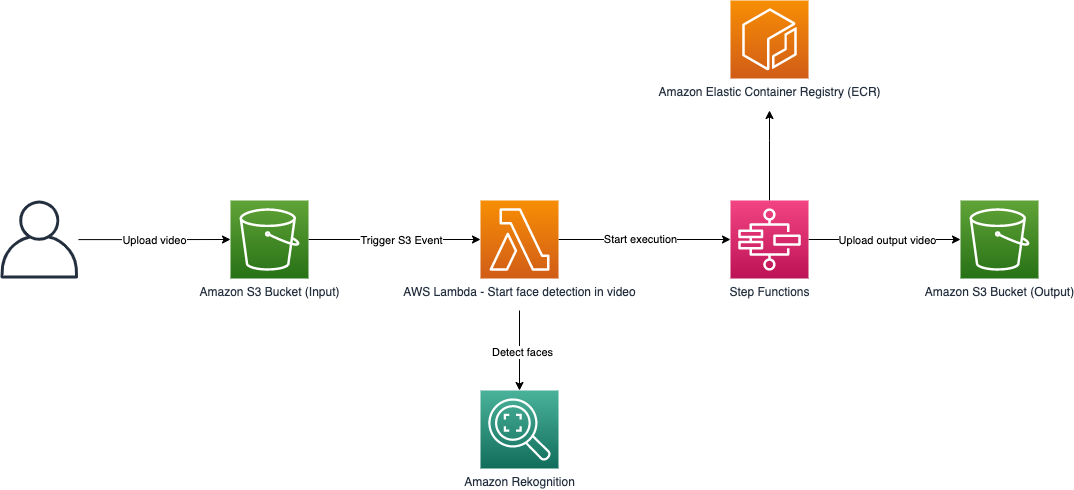 Amazon Elastic Container Registry (ECR)
Upload video
Trigger S3 Event
Start execution
Upload output video
Amazon S3 Bucket (Input)
AWS Lambda - Start face detection in video
Step Functions
Amazon S3 Bucket (Output)
Detect faces
Amazon Rekognition